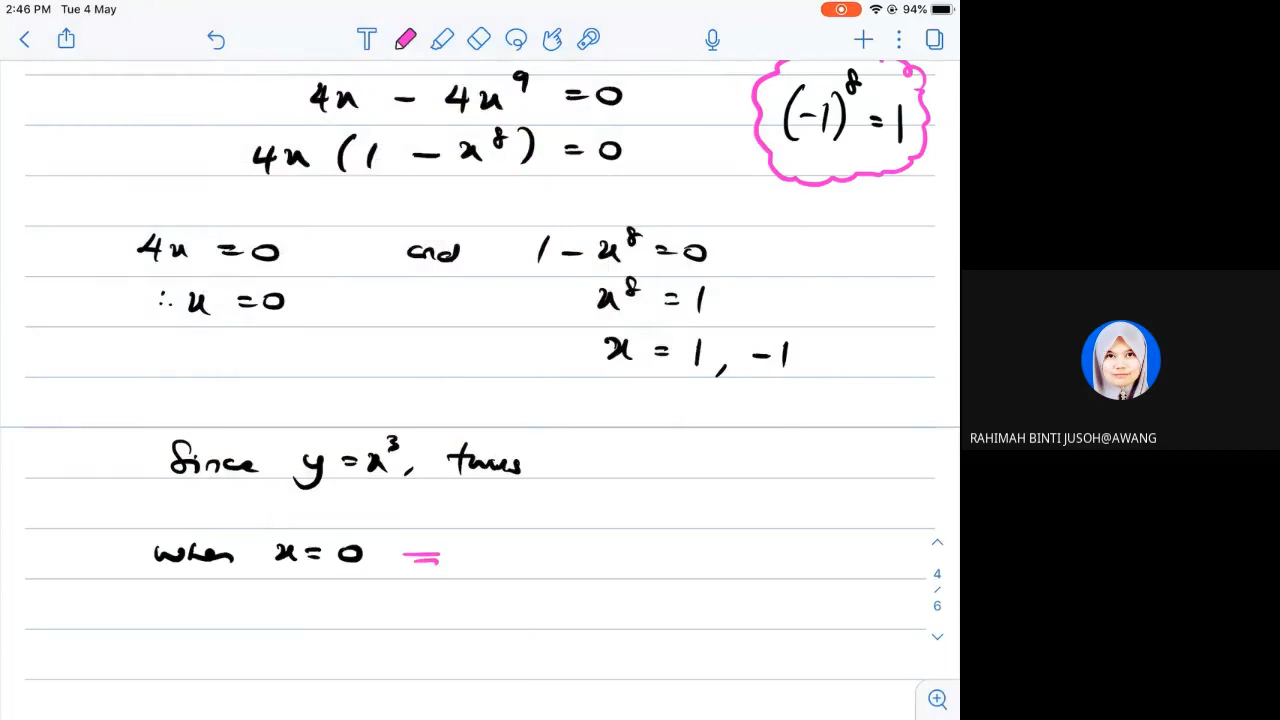 2:46 PM Tue 4 May 94%
4x - 4x⁹ = 0
(-1)⁸ = 1
4x (1 - x⁸) = 0
4x = 0 and 1 - x⁸ = 0
∴ x = 0 x⁸ = 1
x = 1, -1
RAHIMAH BINTI JUSOH@AWANG
Since y = x³, thus
when x = 0 =
4
/
6